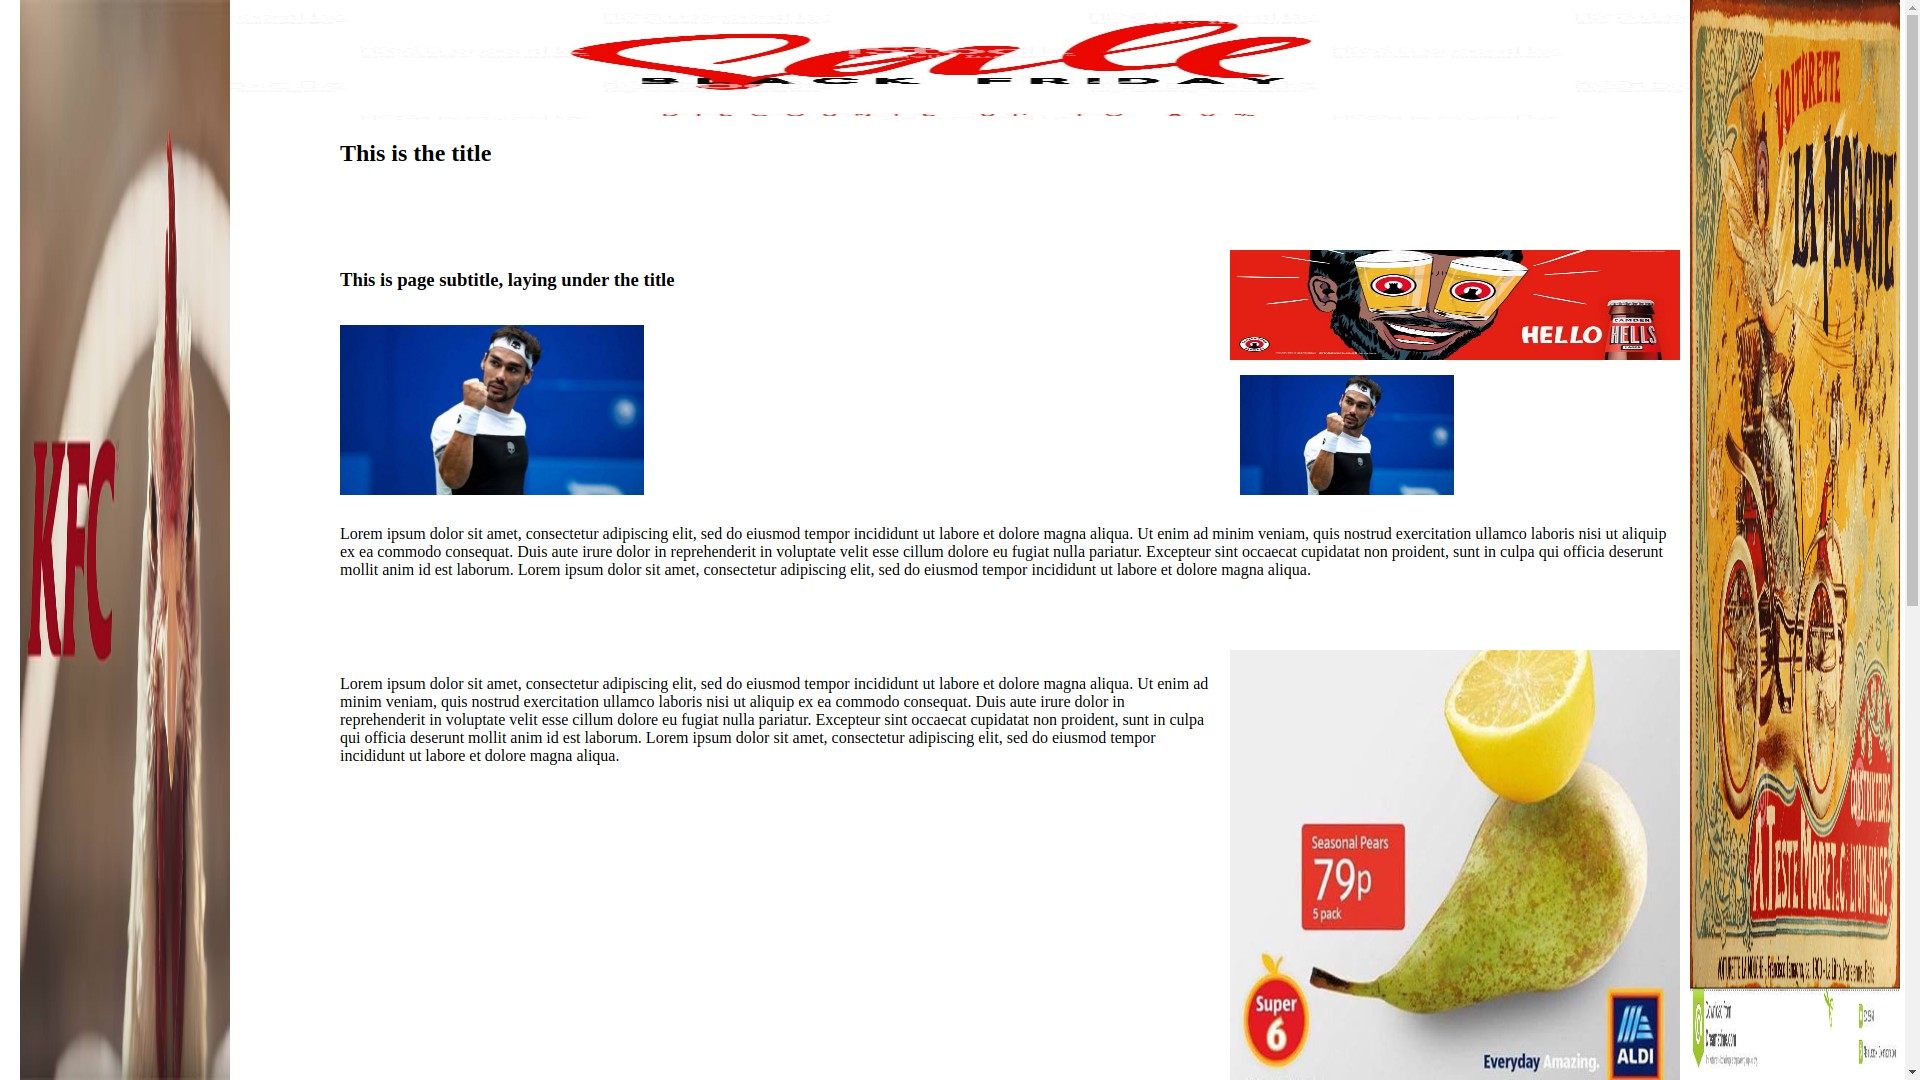 Sale
BLACK FRIDAY
This is the title
This is page subtitle, laying under the title
HELLO
CAMDEN
HELLS
KFC
VOITURETTE
LA MOUCHE
Lorem ipsum dolor sit amet, consectetur adipiscing elit, sed do eiusmod tempor incididunt ut labore et dolore magna aliqua. Ut enim ad minim veniam, quis nostrud exercitation ullamco laboris nisi ut aliquip
ex ea commodo consequat. Duis aute irure dolor in reprehenderit in voluptate velit esse cillum dolore eu fugiat nulla pariatur. Excepteur sint occaecat cupidatat non proident, sunt in culpa qui officia deserunt
mollit anim id est laborum. Lorem ipsum dolor sit amet, consectetur adipiscing elit, sed do eiusmod tempor incididunt ut labore et dolore magna aliqua.
Lorem ipsum dolor sit amet, consectetur adipiscing elit, sed do eiusmod tempor incididunt ut labore et dolore magna aliqua. Ut enim ad
minim veniam, quis nostrud exercitation ullamco laboris nisi ut aliquip ex ea commodo consequat. Duis aute irure dolor in
reprehenderit in voluptate velit esse cillum dolore eu fugiat nulla pariatur. Excepteur sint occaecat cupidatat non proident, sunt in culpa
qui officia deserunt mollit anim id est laborum. Lorem ipsum dolor sit amet, consectetur adipiscing elit, sed do eiusmod tempor
incididunt ut labore et dolore magna aliqua.
Seasonal Pears
79p
5 pack
Super
6
Everyday Amazing.
ALDI
Download from
Dreamstime.com